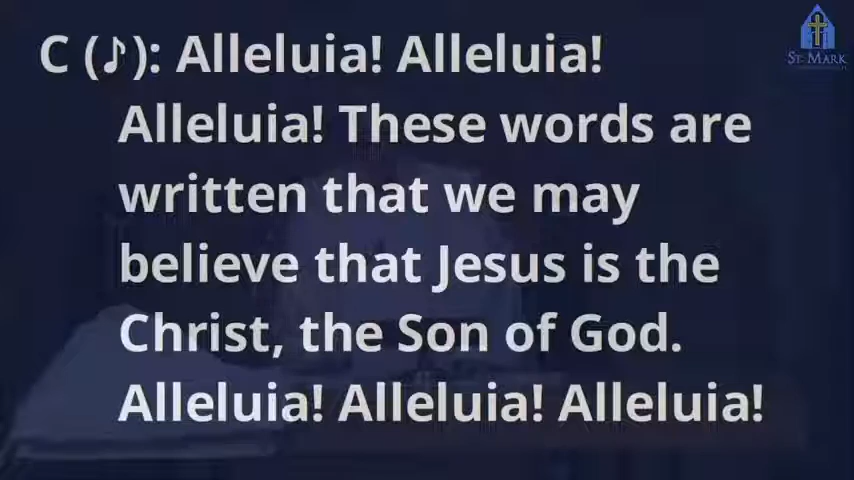 C (♪): Alleluia! Alleluia!
Alleluia! These words are
written that we may
believe that Jesus is the
Christ, the Son of God.
Alleluia! Alleluia! Alleluia!
ST. MARK